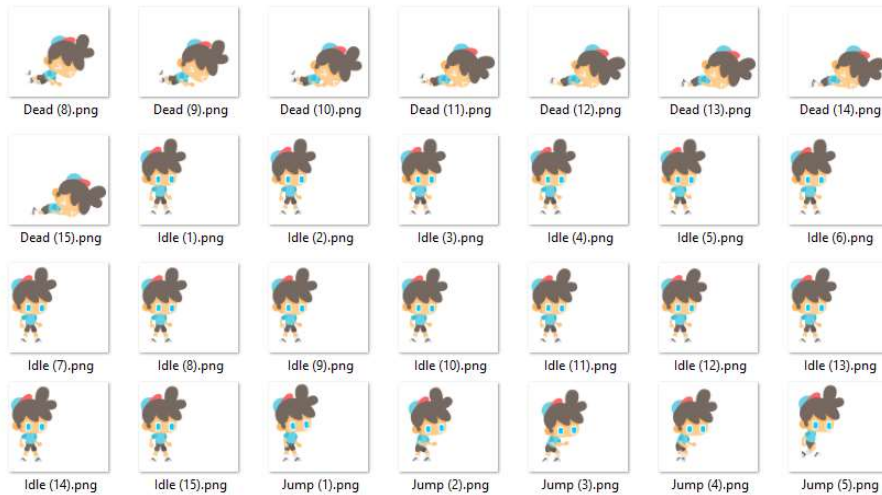 Dead (8).png
Dead (9).png
Dead (10).png
Dead (11).png
Dead (12).png
Dead (13).png
Dead (14).png
Dead (15).png
Idle (1).png
Idle (2).png
Idle (3).png
Idle (4).png
Idle (5).png
Idle (6).png
Idle (7).png
Idle (8).png
Idle (9).png
Idle (10).png
Idle (11).png
Idle (12).png
Idle (13).png
Idle (14).png
Idle (15).png
Jump (1).png
Jump (2).png
Jump (3).png
Jump (4).png
Jump (5).png